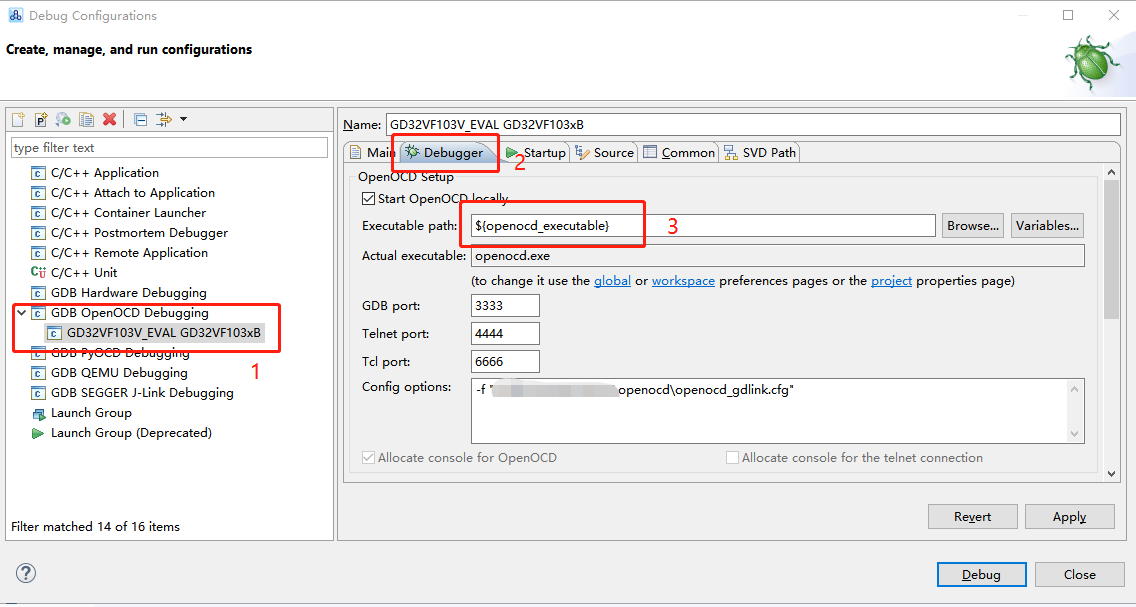 Debug Configurations
Create, manage, and run configurations
type filter text
C/C++ Application
C/C++ Attach to Application
C/C++ Container Launcher
C/C++ Postmortem Debugger
C/C++ Remote Application
C/C++ Unit
GDB Hardware Debugging
GDB OpenOCD Debugging
GD32VF103V_EVAL GD32VF103xB
1
GDB PyOCD Debugging
GDB QEMU Debugging
GDB SEGGER J-Link Debugging
Launch Group
Launch Group (Deprecated)
Filter matched 14 of 16 items
Name: GD32VF103V_EVAL GD32VF103xB
Main Debugger Startup Source Common SVD Path
2
OpenOCD Setup
Start OpenOCD locally
Executable path: ${openocd_executable} 3 Browse... Variables...
Actual executable: openocd.exe
(to change it use the global or workspace preferences pages or the project properties page)
GDB port: 3333
Telnet port: 4444
Tcl port: 6666
Config options: -f " openocd\openocd_gdlink.cfg"
Allocate console for OpenOCD Allocate console for the telnet connection
Revert Apply
Debug Close